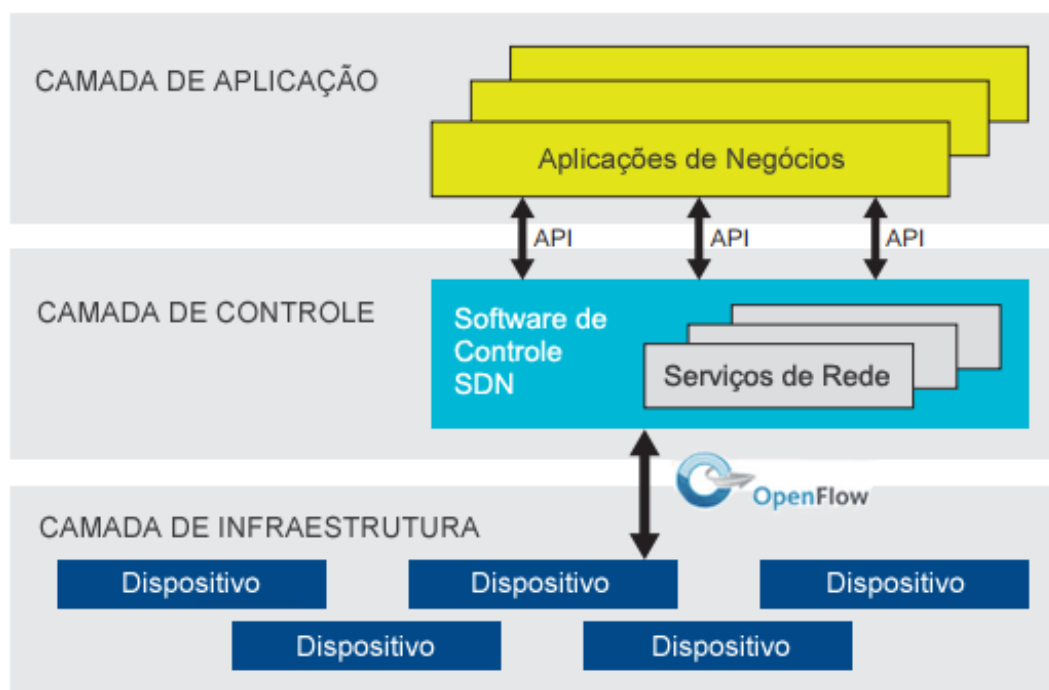 CAMADA DE APLICAÇÃO
Aplicações de Negócios
API
API
API
CAMADA DE CONTROLE
Software de
Controle
SDN
Serviços de Rede
OpenFlow
CAMADA DE INFRAESTRUTURA
Dispositivo
Dispositivo
Dispositivo
Dispositivo
Dispositivo